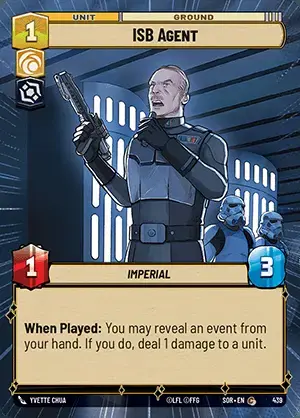 UNIT
GROUND
1
ISB AGENT
1
3
IMPERIAL
When Played: You may reveal an event from
your hand. If you do, deal 1 damage to a unit.
YVETTE CHUA
©LFL ©FFG
SOR • EN
C
439